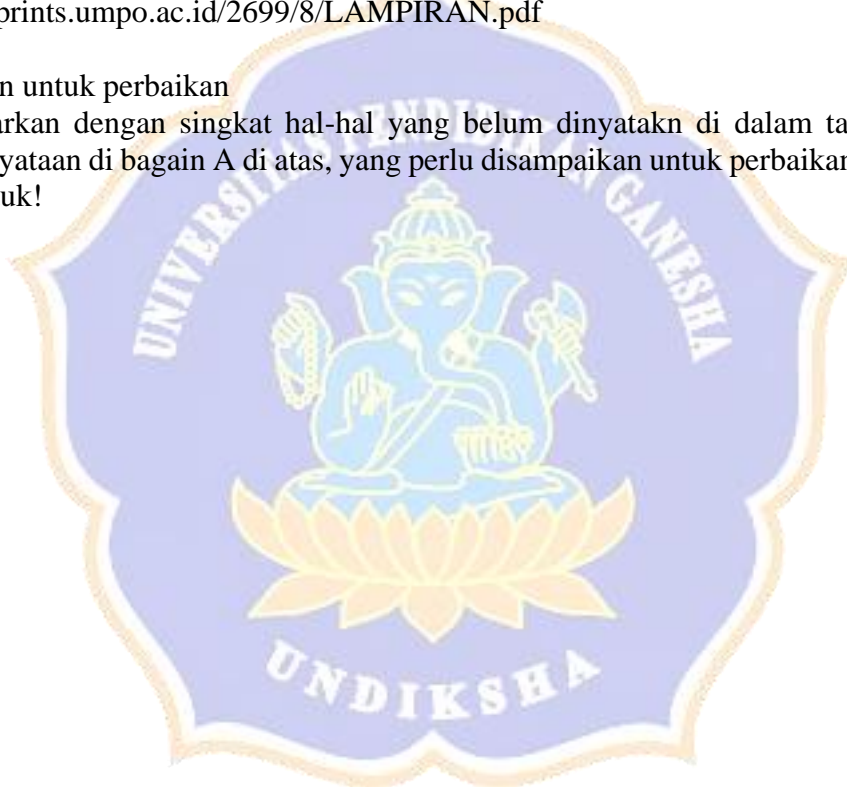 prints.umpo.ac.id/2699/8/LAMPIRAN.pdf
n untuk perbaikan
arkan dengan singkat hal-hal yang belum dinyatakn di dalam ta
yataan di bagain A di atas, yang perlu disampaikan untuk perbaikan
uk!
UNIVERSITAS PENDIDIKAN GANESHA
UNDIKSHA